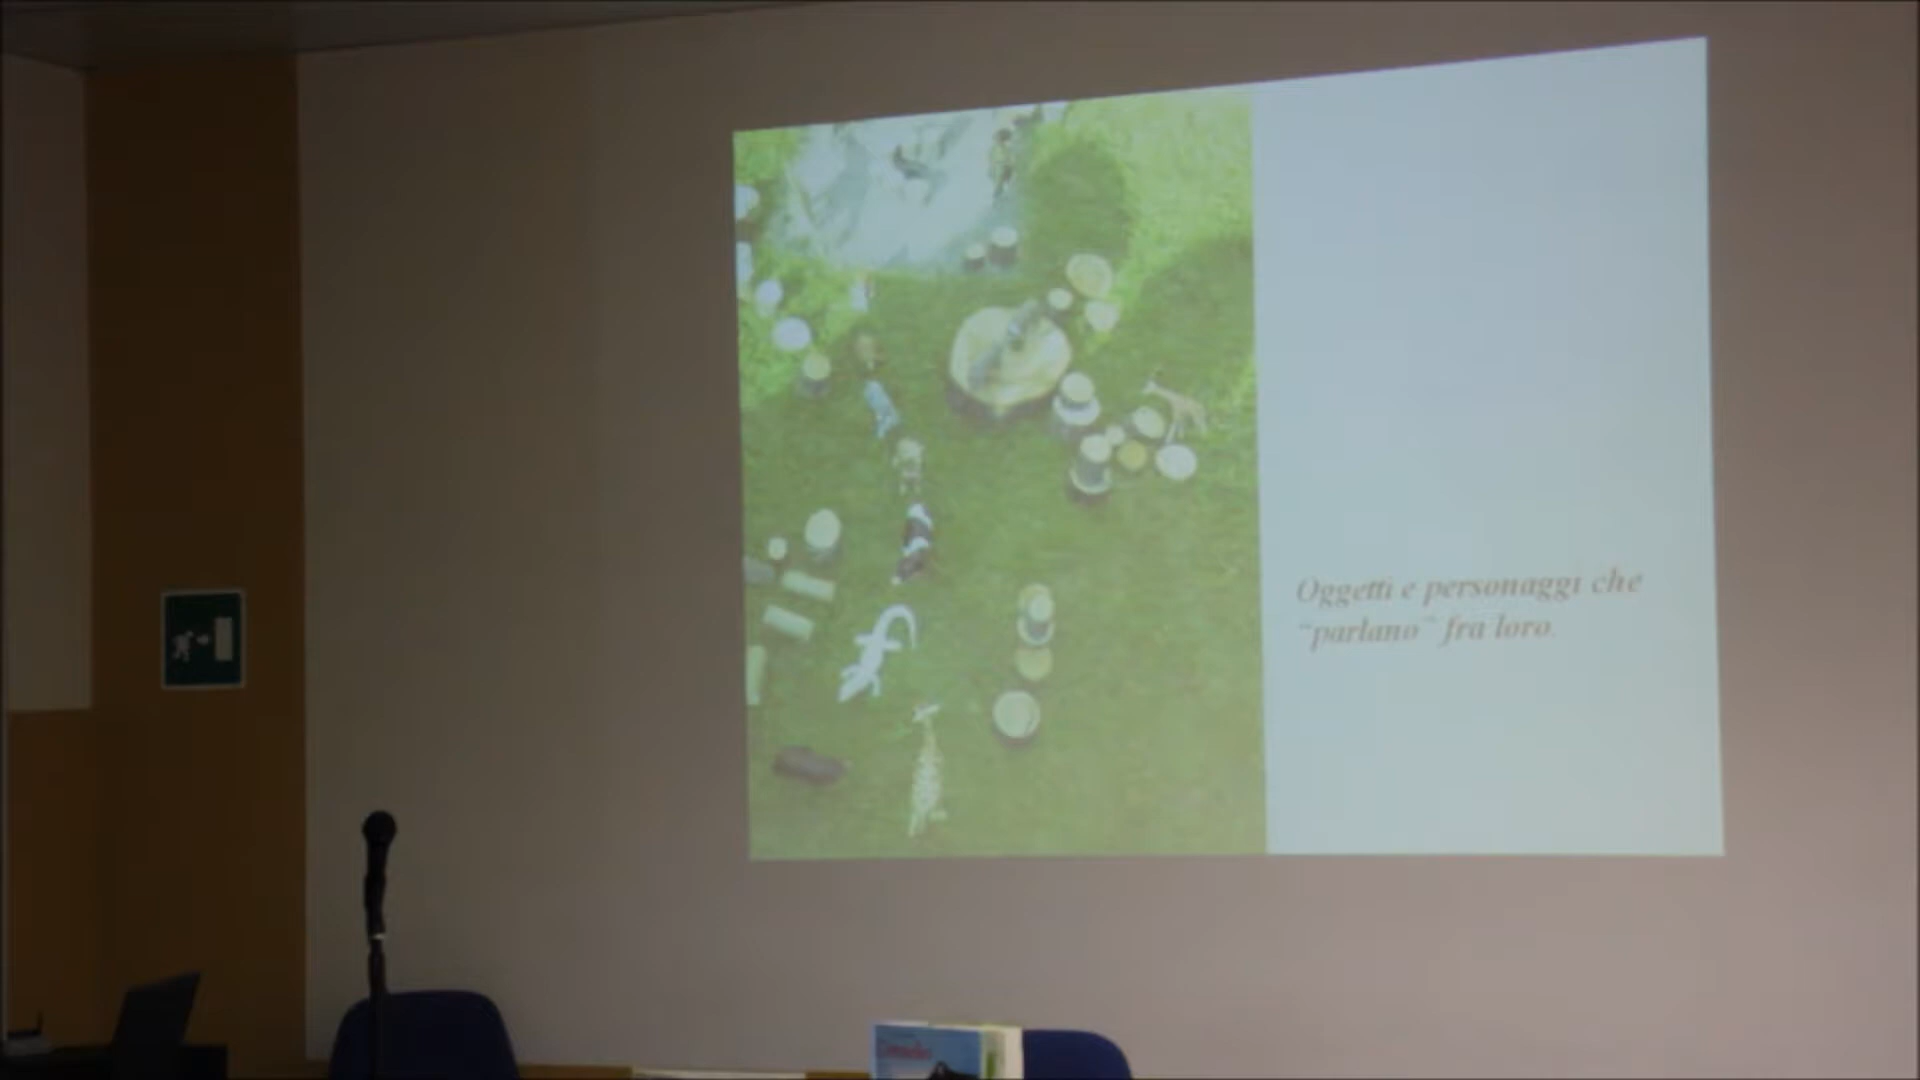 Oggetti e personaggi che
“parlano” fra loro.